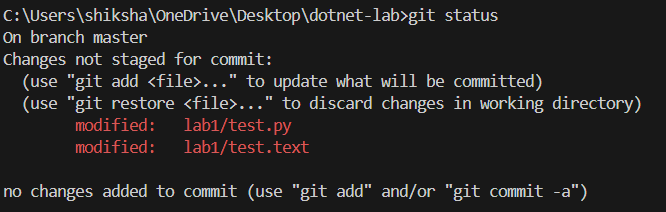 C:\Users\shiksha\OneDrive\Desktop\dotnet-lab>git status
On branch master
Changes not staged for commit:
  (use "git add <file>..." to update what will be committed)
  (use "git restore <file>..." to discard changes in working directory)
        modified:   lab1/test.py
        modified:   lab1/test.text

no changes added to commit (use "git add" and/or "git commit -a")